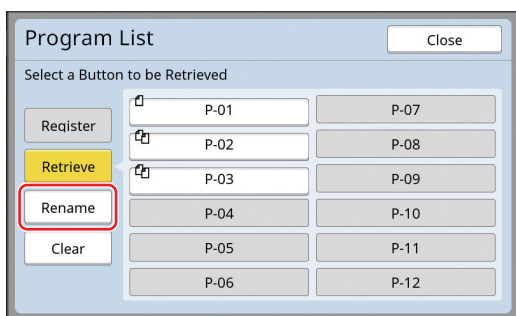 Program List
Close
Select a Button to be Retrieved
Register
Retrieve
Rename
Clear
P-01
P-02
P-03
P-04
P-05
P-06
P-07
P-08
P-09
P-10
P-11
P-12